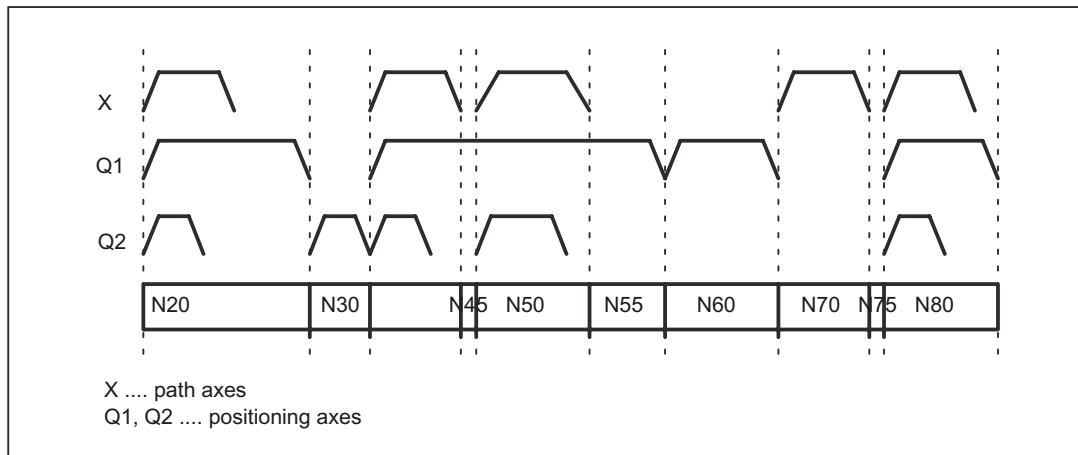 X
Q1
Q2
N20 N30 N45 N50 N55 N60 N70 N75 N80
X .... path axes
Q1, Q2 .... positioning axes